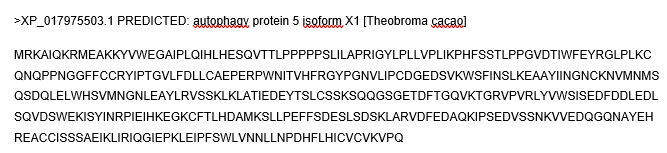 >XP_017975503.1 PREDICTED: autophagy protein 5 isoform X1 [Theobroma cacao]
MRKAIQKRMEAKKYVWEGAIPLQIHLHESQVTTLPPPPPSLILAPRIGYLPLLVPLIKPHFSSTLPPGVDTIWFEYRGLPLKC
QNQPPNGGFFCCRYIPTGVLFDLLCAEPERPWNITVHFRGYPGNVLIPCDGEDSVKWSFINSLKEAAYIINGNCKNVMNMS
QSDQLELWHSVMNGNLEAYLRVSSKLKLATIEDEYTSLCSSKSQQGSGETDFTGQVKTGRVPVRLYVWSISEDFDDLEDL
SQVDSWEKISYINRPIEIHKEGKCFTLHDAMKSLLPEFFSDESLSDSKLARVDFEDAQKIPSEDVSSNKVVEDQGQNAYEH
REACCISSSAEIKLIRIQGIEPKLEIPFSWLVNNLLNPDHFLHICVCVKVPQ